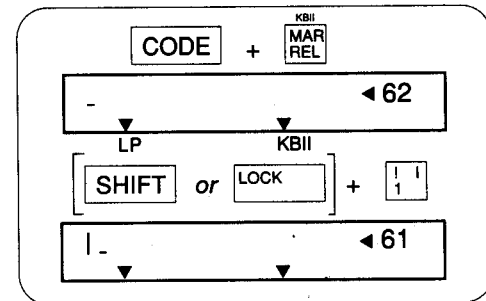 KBII
CODE + MAR REL
- ◄ 62
▼ ▼
LP KBII
[ SHIFT or LOCK ] + | | 1
|- ◄ 61
▼ ▼